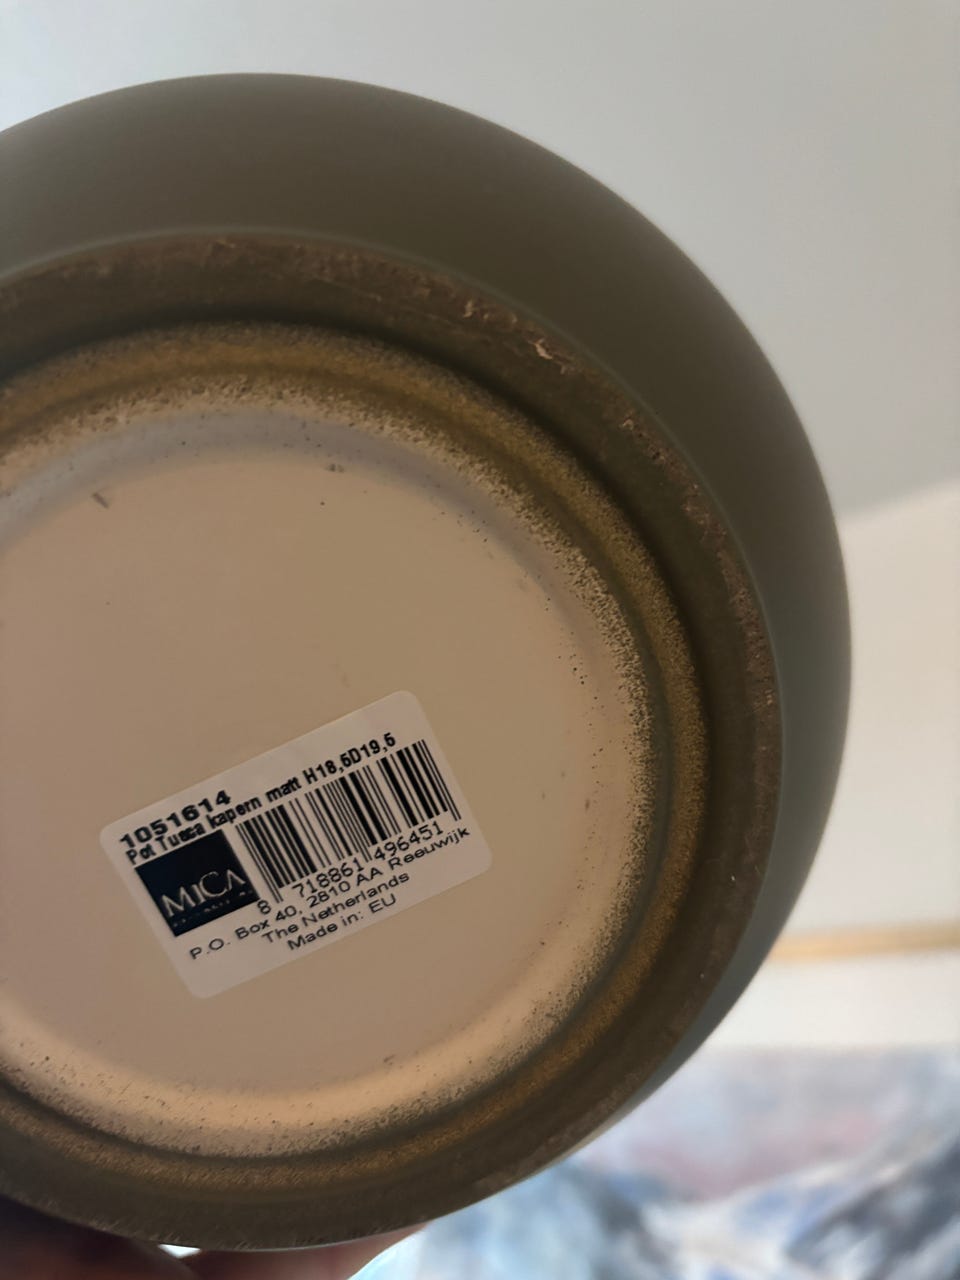 1051614
Pot Tusca kapern matt H18,5D19,5
MICA
8 718861 496451
P.O. Box 40, 2810 AA Reeuwijk
The Netherlands
Made in: EU